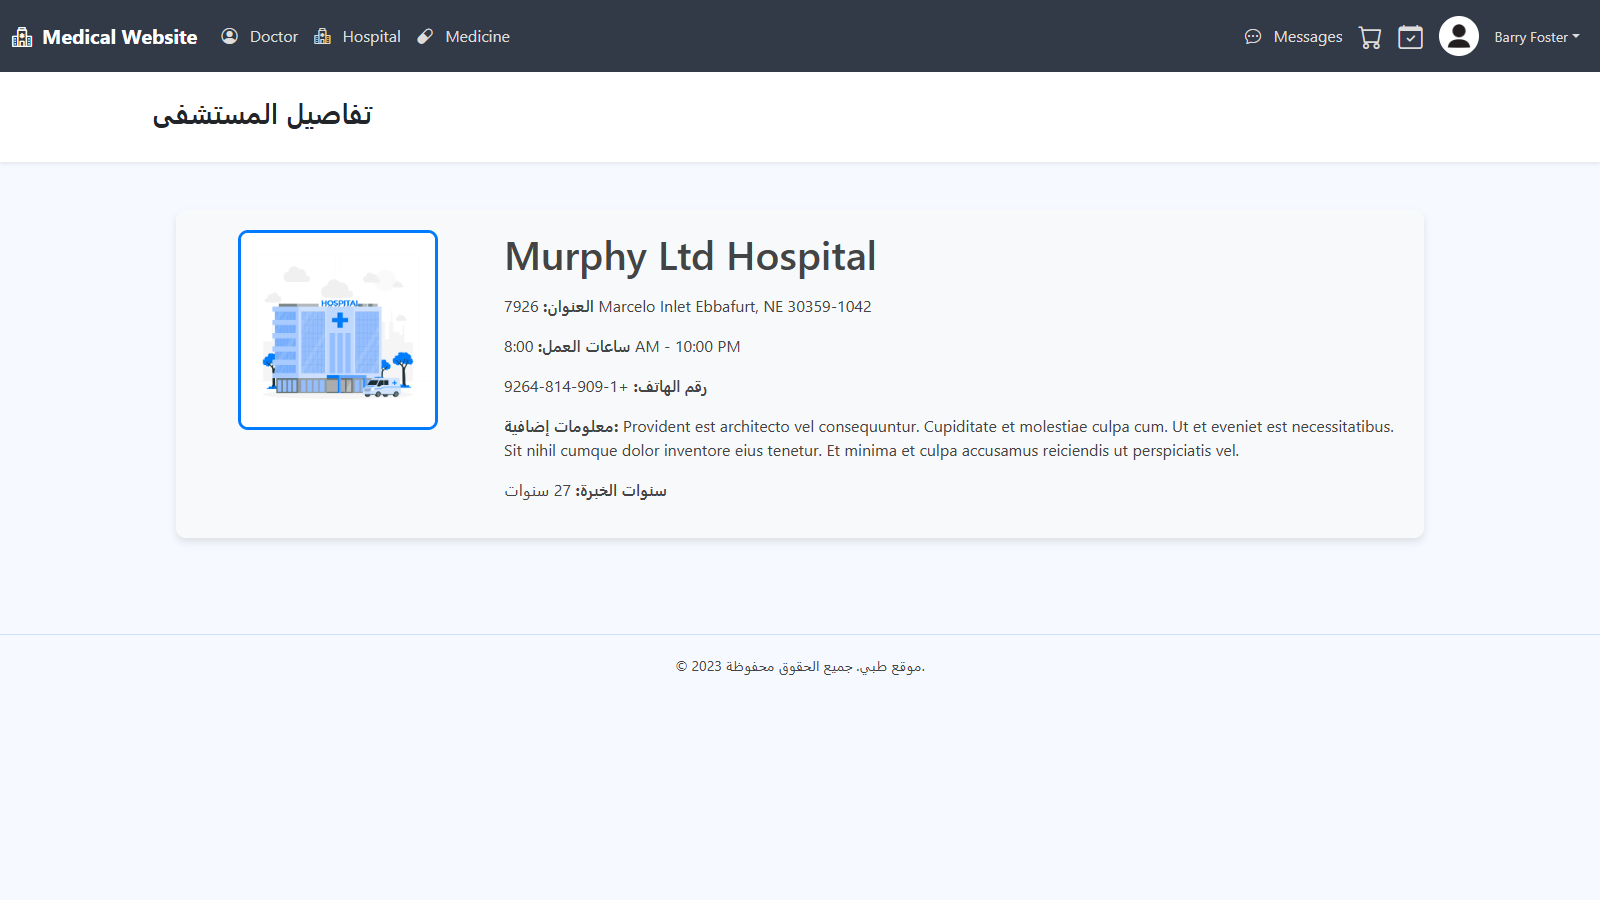 Medical Website
Doctor
Hospital
Medicine
Messages
Barry Foster
تفاصيل المستشفى
HOSPITAL
Murphy Ltd Hospital
العنوان: 7926 Marcelo Inlet Ebbafurt, NE 30359-1042
ساعات العمل: 8:00 AM - 10:00 PM
رقم الهاتف: +1-909-814-9264
معلومات إضافية: Provident est architecto vel consequuntur. Cupiditate et molestiae culpa cum. Ut et eveniet est necessitatibus.
Sit nihil cumque dolor inventore eius tenetur. Et minima et culpa accusamus reiciendis ut perspiciatis vel.
سنوات الخبرة: 27 سنوات
© 2023 موقع طبي. جميع الحقوق محفوظة.